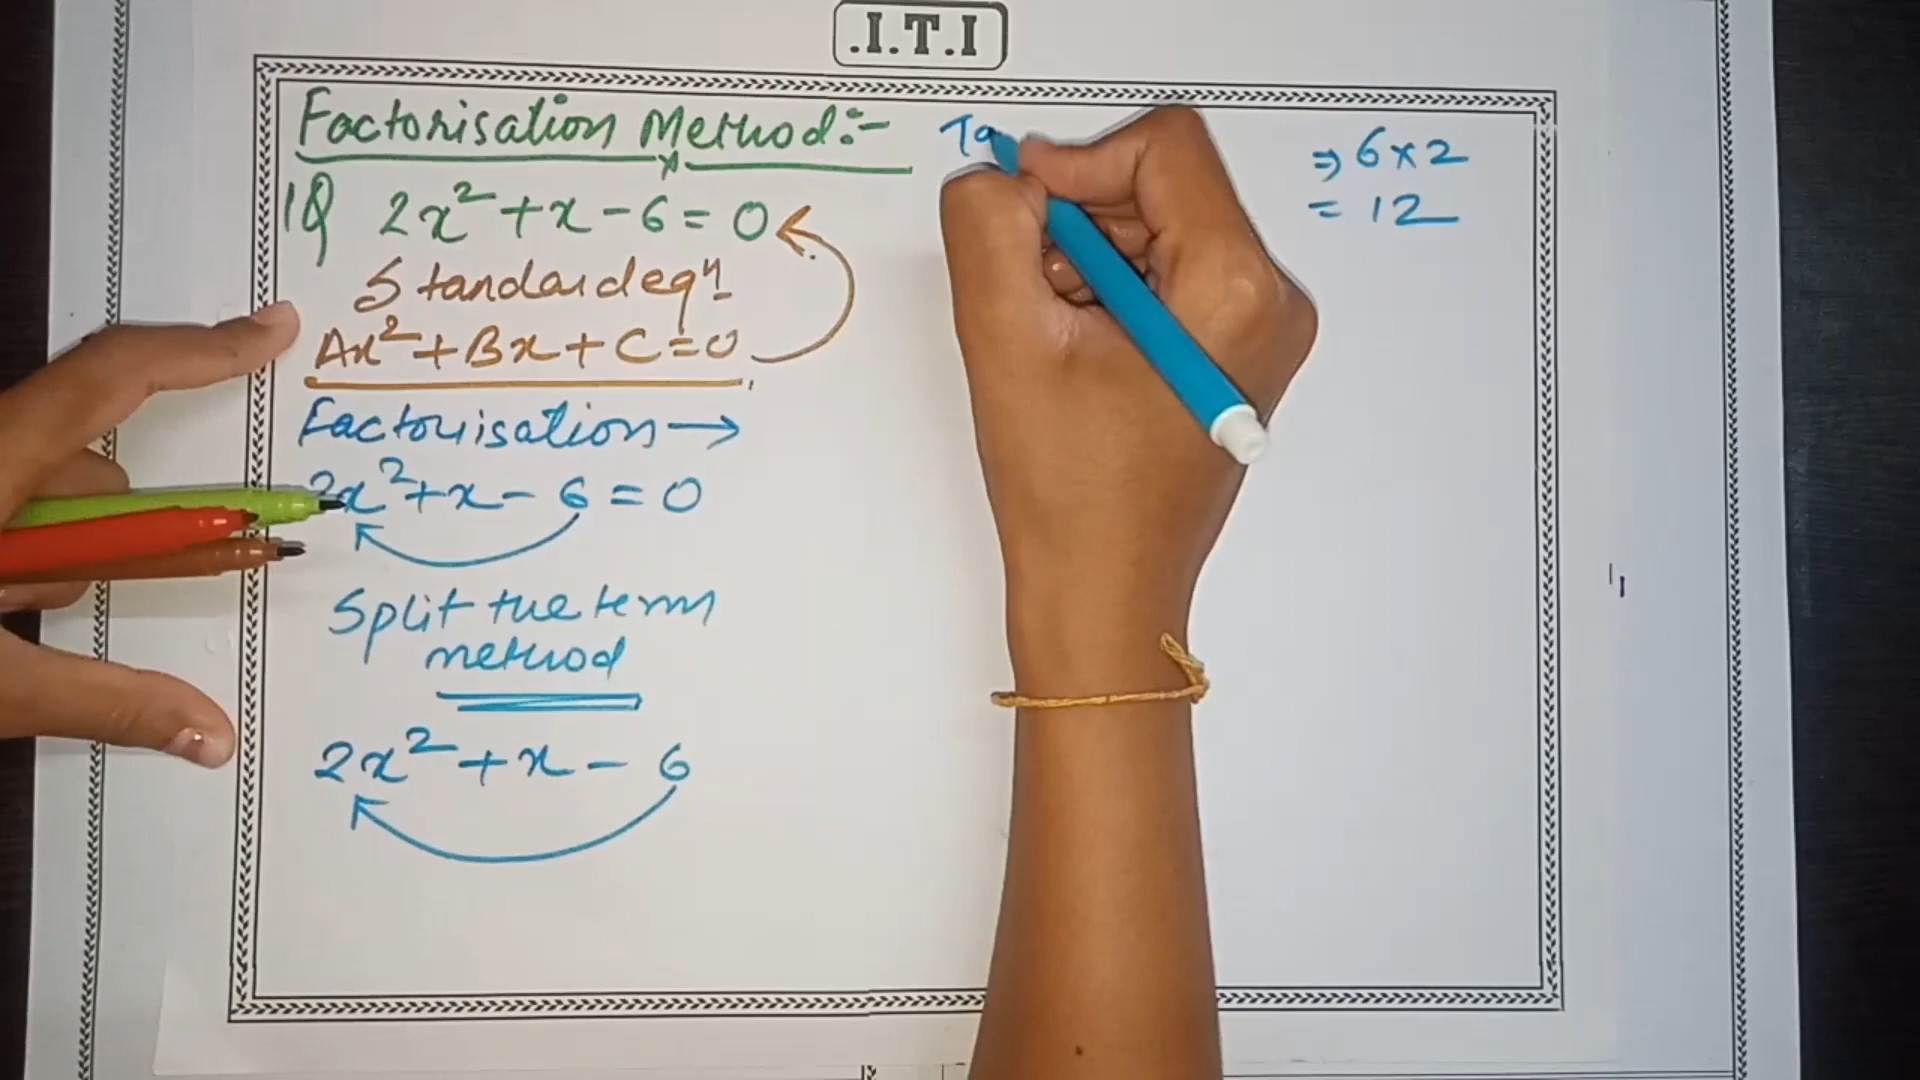 .I.T.I
Factorisation Method:-
1Q 2x² + x - 6 = 0
Standard eqn
Ax² + Bx + C = 0
Factorisation →
2x² + x - 6 = 0
Split the term
method
2x² + x - 6
Ta
⇒ 6 × 2
= 12